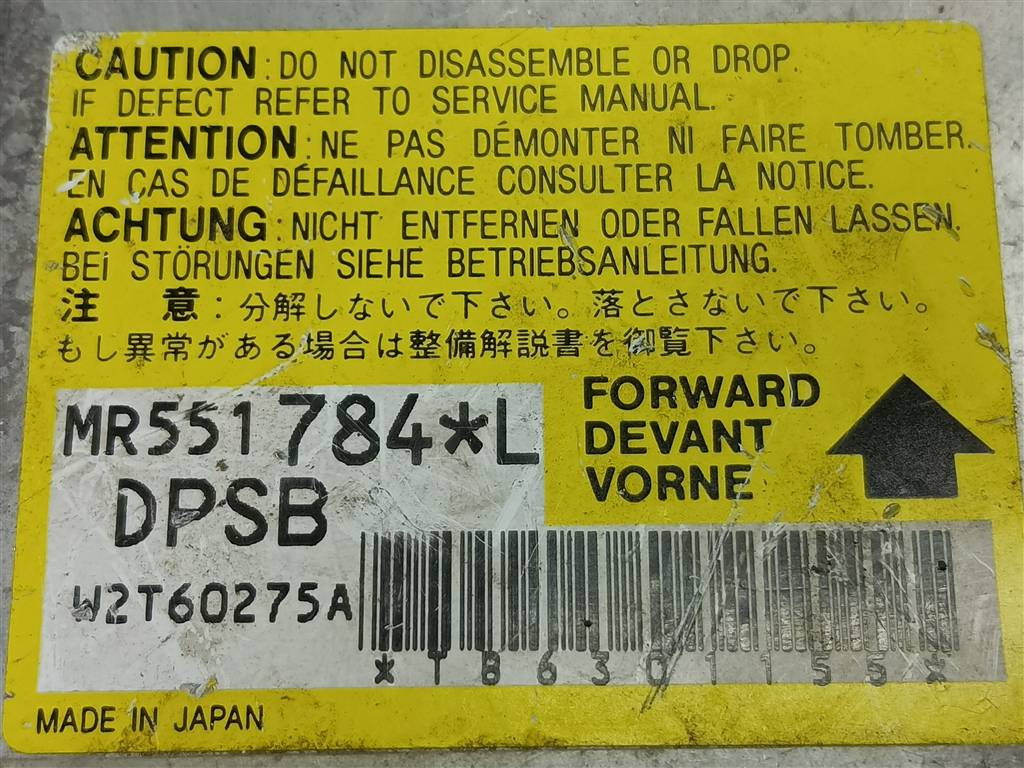 CAUTION : DO NOT DISASSEMBLE OR DROP.
IF DEFECT REFER TO SERVICE MANUAL.
ATTENTION : NE PAS DÉMONTER NI FAIRE TOMBER.
EN CAS DE DÉFAILLANCE CONSULTER LA NOTICE.
ACHTUNG : NICHT ENTFERNEN ODER FALLEN LASSEN.
BEI STÖRUNGEN SIEHE BETRIEBSANLEITUNG.
注 意 : 分解しないで下さい。落とさないで下さい。
もし異常がある場合は整備解説書を御覧下さい。
MR551784*L
DPSB
W2T60275A
FORWARD
DEVANT
VORNE
*T86301155*
MADE IN JAPAN